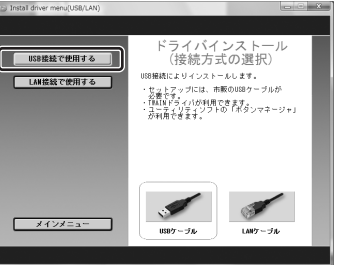 Install driver menu(USB/LAN)
USB接続で使用する
LAN接続で使用する
メインメニュー
ドライバインストール
(接続方式の選択)
USB接続によりインストールします。
・セットアップには、市販のUSBケーブルが
必要です。
・TWAINドライバが利用できます。
・ユーティリティソフトの「ボタンマネージャ」
が利用できます。
USBケーブル
LANケーブル